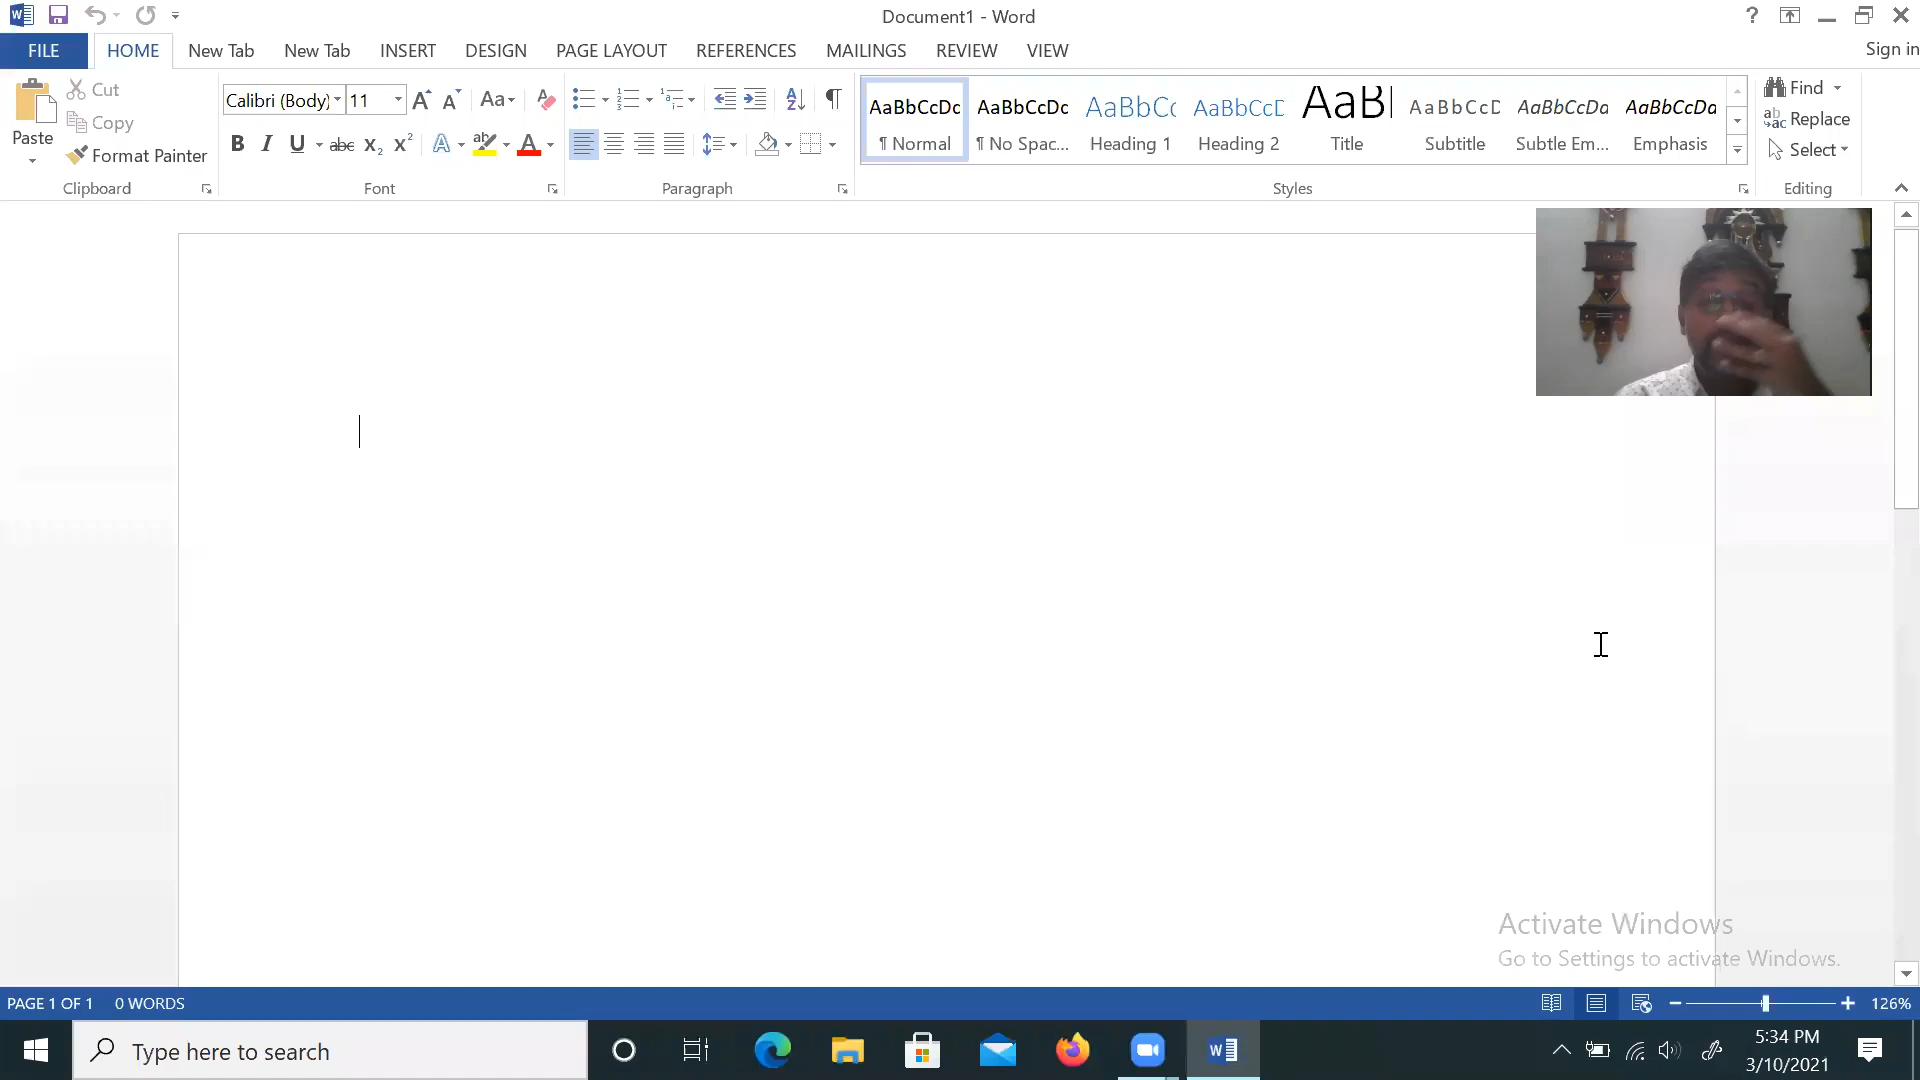 Document1 - Word
FILE HOME New Tab New Tab INSERT DESIGN PAGE LAYOUT REFERENCES MAILINGS REVIEW VIEW Sign in
Paste
Cut
Copy
Format Painter
Clipboard
Calibri (Body) 11
Font
Paragraph
AaBbCcDc AaBbCcDc AaBbCc AaBbCcD AaB AaBbCcD AaBbCcDa AaBbCcDa
¶ Normal ¶ No Spac... Heading 1 Heading 2 Title Subtitle Subtle Em... Emphasis
Styles
Find
Replace
Select
Editing
Activate Windows
Go to Settings to activate Windows.
PAGE 1 OF 1 0 WORDS 126%
Type here to search
5:34 PM
3/10/2021